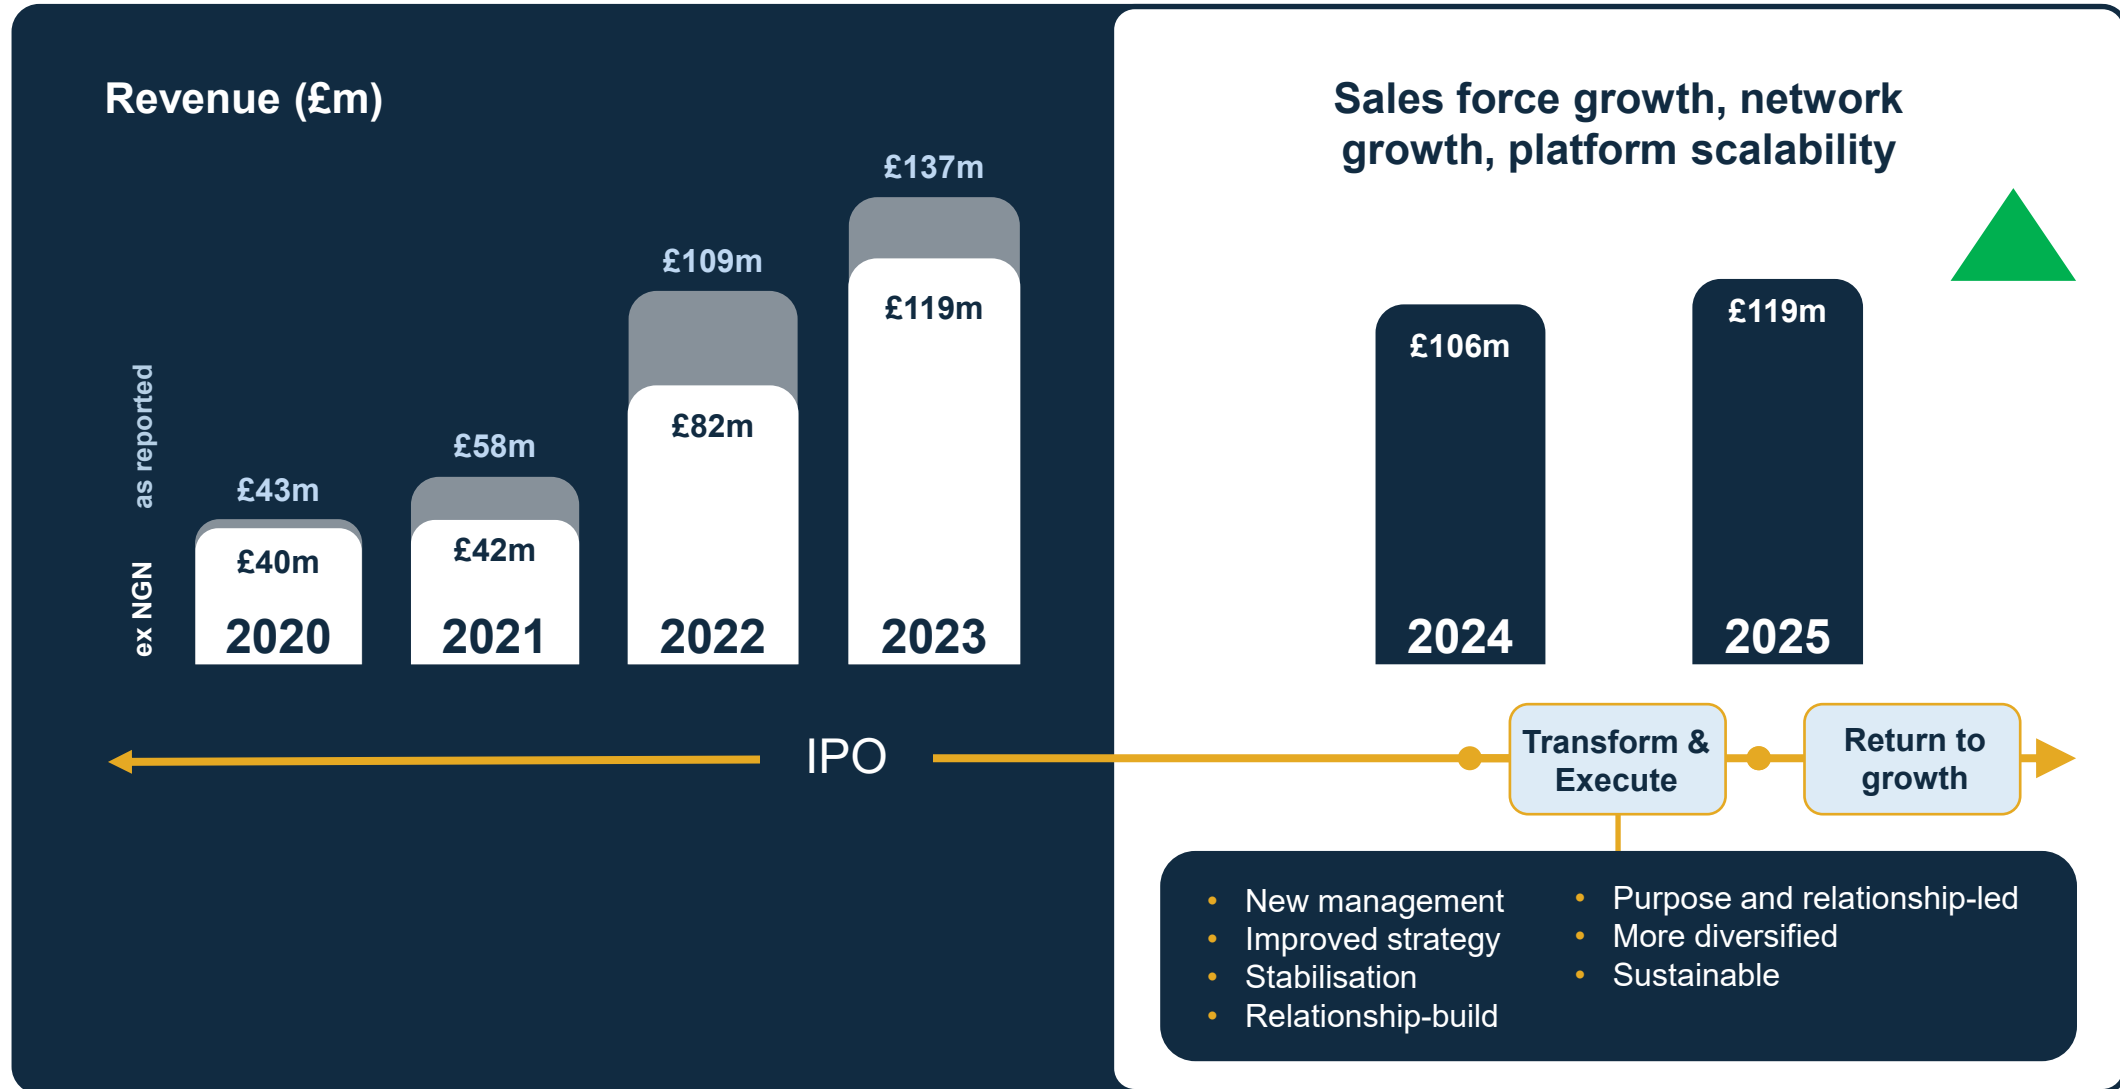 Revenue (£m)
as reported
ex NGN
£43m
£40m
2020
£58m
£42m
2021
£109m
£82m
2022
£137m
£119m
2023
Sales force growth, network
growth, platform scalability
£106m
2024
£119m
2025
IPO
Transform &
Execute
Return to
growth
• New management
• Improved strategy
• Stabilisation
• Relationship-build
• Purpose and relationship-led
• More diversified
• Sustainable